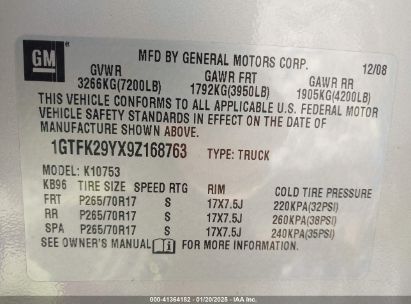 GM
MFD BY GENERAL MOTORS CORP. 12/08
GVWR GAWR FRT GAWR RR
3266KG(7200LB) 1792KG(3950LB) 1905KG(4200LB)
THIS VEHICLE CONFORMS TO ALL APPLICABLE U.S. FEDERAL MOTOR
VEHICLE SAFETY STANDARDS IN EFFECT ON THE DATE OF
MANUFACTURE SHOWN ABOVE.
1GTFK29YX9Z168763 TYPE: TRUCK
MODEL: K10753
KB96 TIRE SIZE SPEED RTG RIM COLD TIRE PRESSURE
FRT P265/70R17 S 17X7.5J 220KPA(32PSI)
RR P265/70R17 S 17X7.5J 260KPA(38PSI)
SPA P265/70R17 S 17X7.5J 240KPA(35PSI)
SEE OWNER'S MANUAL FOR MORE INFORMATION.
000-41364182 - 01/20/2025 - IAA, LLC